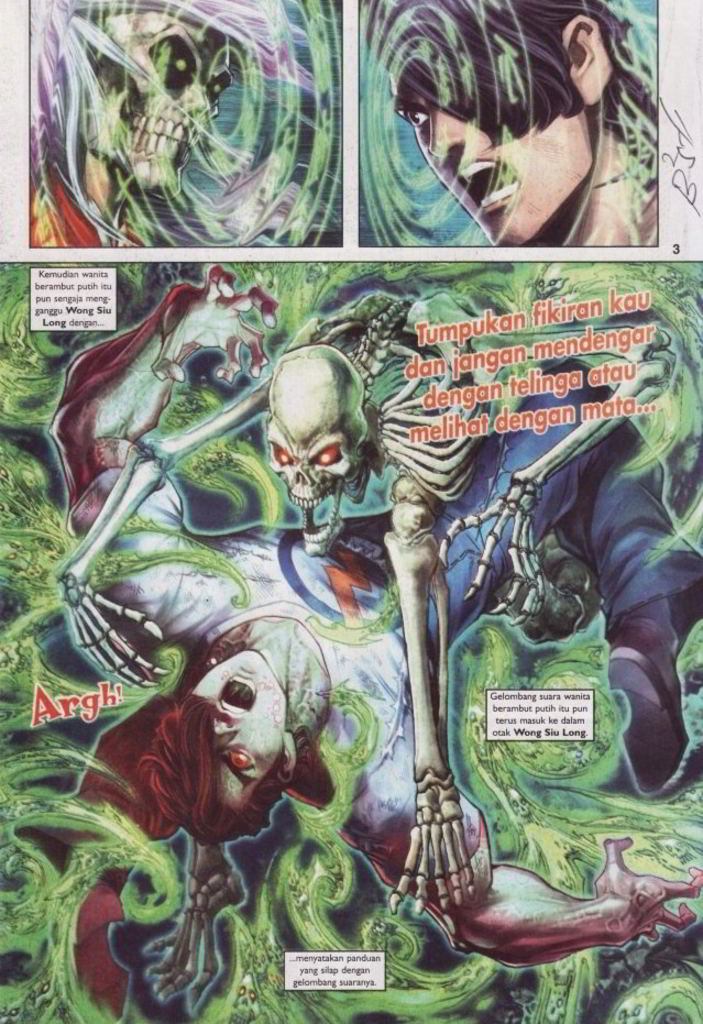 3
Kemudian wanita
berambut putih itu
pun sengaja meng-
ganggu Wong Siu
Long dengan...
Tumpukan fikiran kau
dan jangan mendengar
dengan telinga atau
melihat dengan mata...
Argh!
Gelombang suara wanita
berambut putih itu pun
terus masuk ke dalam
otak Wong Siu Long.
...menyatakan panduan
yang silap dengan
gelombang suaranya.